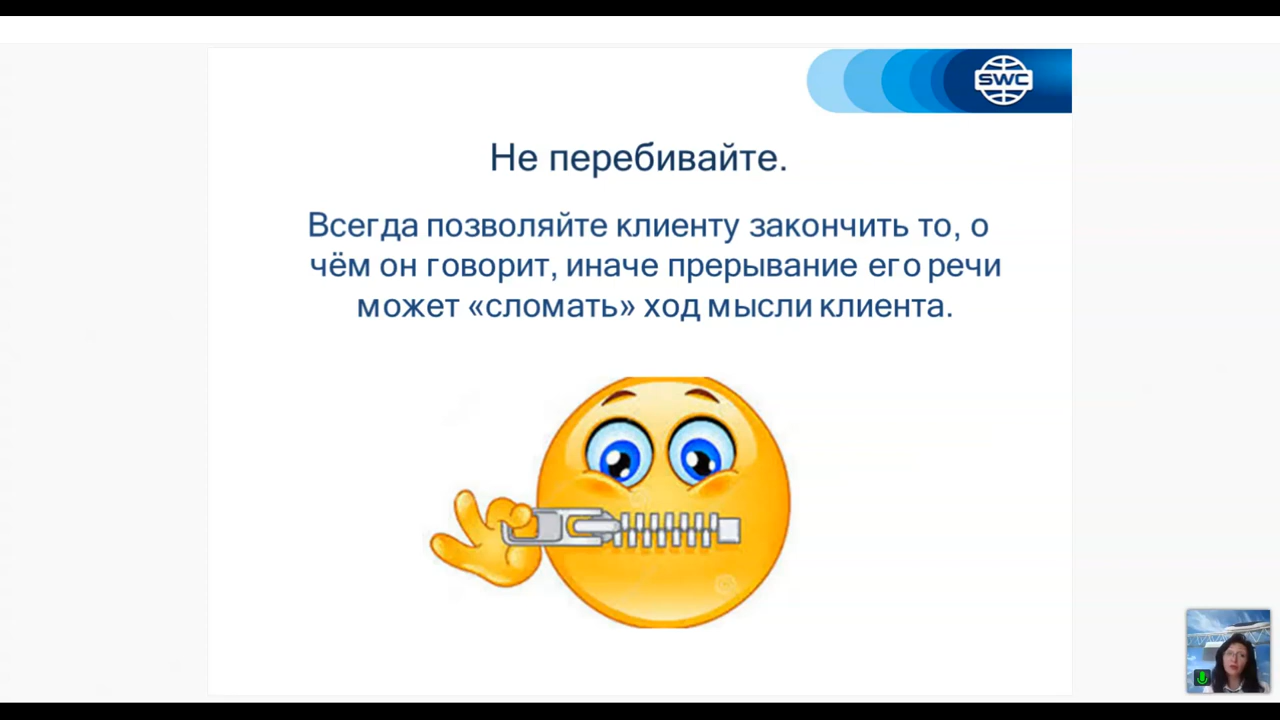 SWC
Не перебивайте.
Всегда позволяйте клиенту закончить то, о
чём он говорит, иначе прерывание его речи
может «сломать» ход мысли клиента.